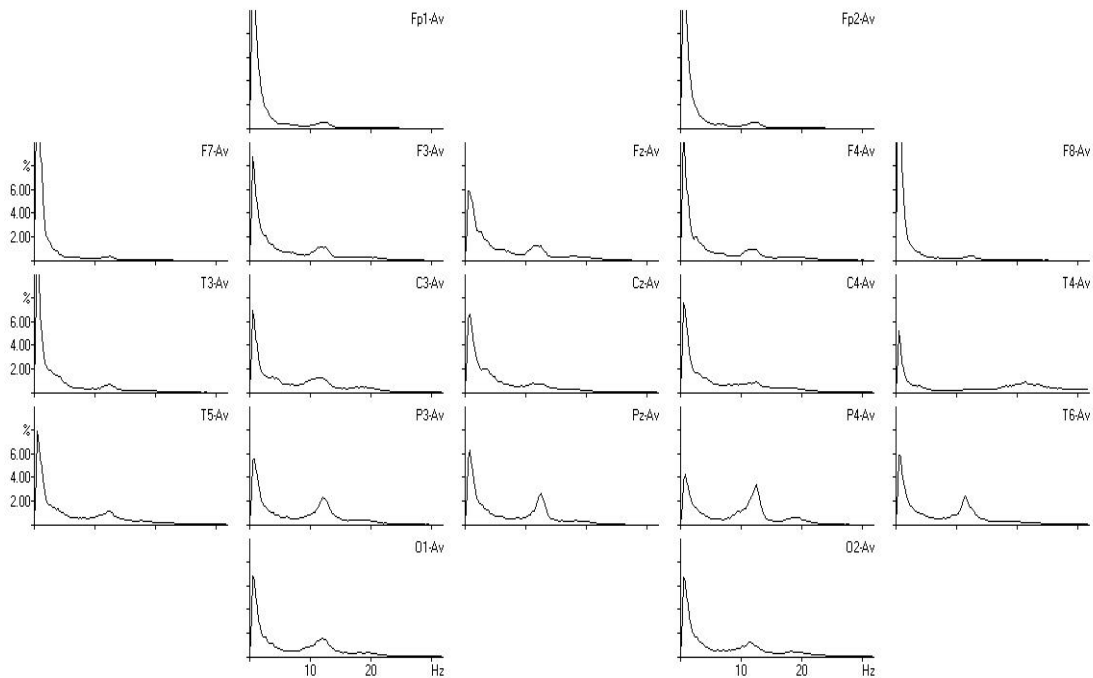 Fp1-Av Fp2-Av
F7-Av F3-Av Fz-Av F4-Av F8-Av
%
6.00
4.00
2.00
T3-Av C3-Av Cz-Av C4-Av T4-Av
%
6.00
4.00
2.00
T5-Av P3-Av Pz-Av P4-Av T6-Av
%
6.00
4.00
2.00
O1-Av O2-Av
10 20 Hz 10 20 Hz